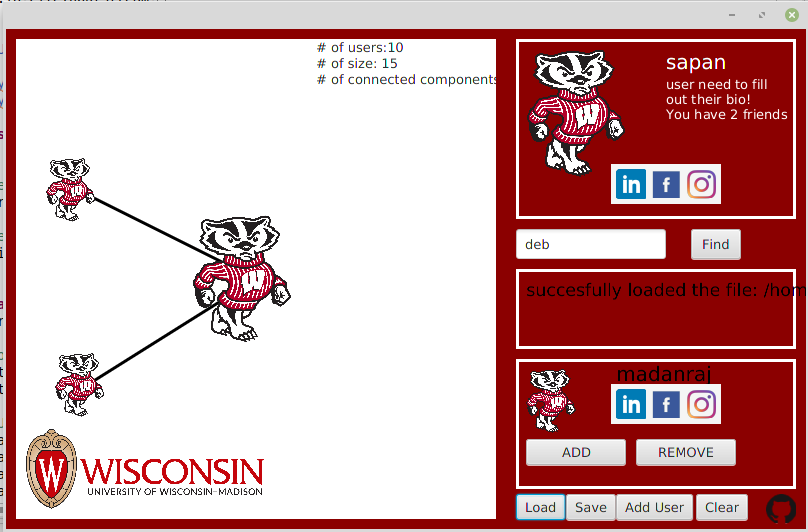 # of users:10
# of size: 15
# of connected components
WISCONSIN
UNIVERSITY OF WISCONSIN-MADISON
sapan
user need to fill
out their bio!
You have 2 friends
deb
Find
succesfully loaded the file: /hom
madanraj
ADD
REMOVE
Load
Save
Add User
Clear